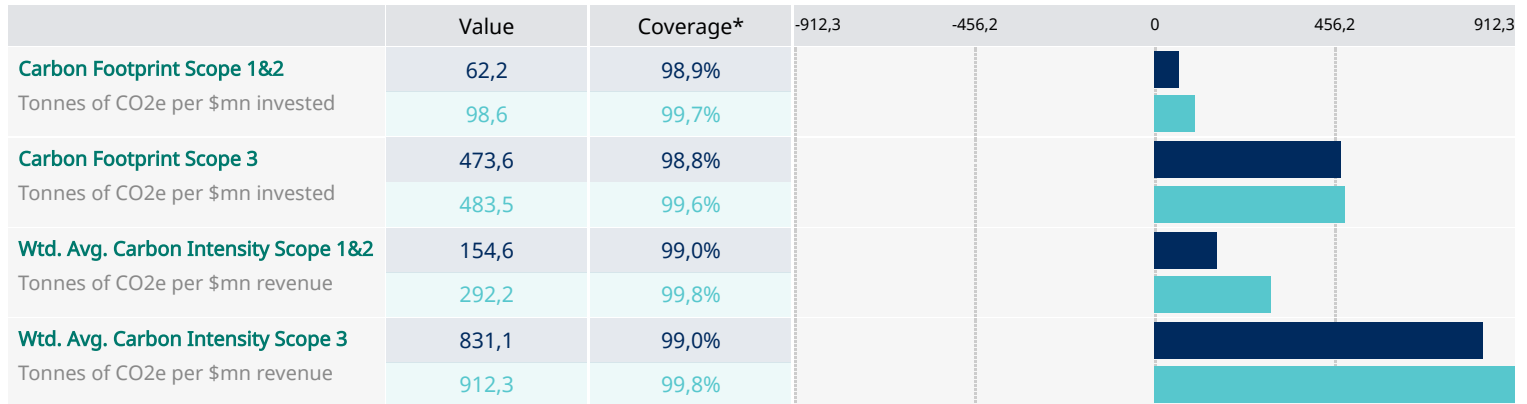 Value Coverage* -912,3 -456,2 0 456,2 912,3
Carbon Footprint Scope 1&2 62,2 98,9%
Tonnes of CO2e per $mn invested 98,6 99,7%
Carbon Footprint Scope 3 473,6 98,8%
Tonnes of CO2e per $mn invested 483,5 99,6%
Wtd. Avg. Carbon Intensity Scope 1&2 154,6 99,0%
Tonnes of CO2e per $mn revenue 292,2 99,8%
Wtd. Avg. Carbon Intensity Scope 3 831,1 99,0%
Tonnes of CO2e per $mn revenue 912,3 99,8%